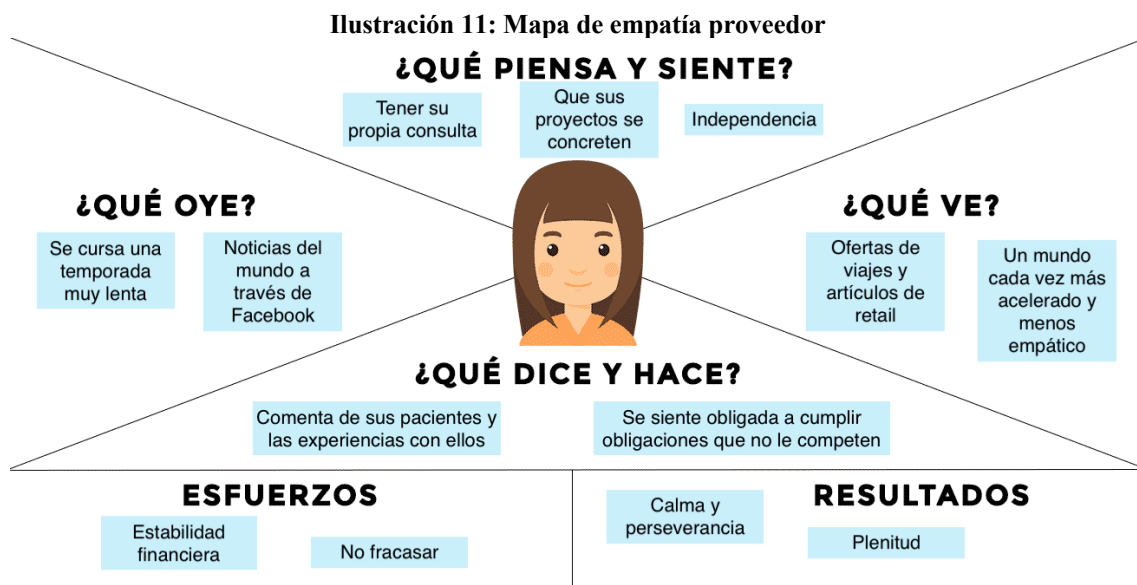 Ilustración 11: Mapa de empatía proveedor
¿QUÉ PIENSA Y SIENTE?
Tener su
propia consulta
Que sus
proyectos se
concreten
Independencia
¿QUÉ OYE?
Se cursa una
temporada
muy lenta
Noticias del
mundo a
través de
Facebook
¿QUÉ VE?
Ofertas de
viajes y
artículos de
retail
Un mundo
cada vez más
acelerado y
menos
empático
¿QUÉ DICE Y HACE?
Comenta de sus pacientes y
las experiencias con ellos
Se siente obligada a cumplir
obligaciones que no le competen
ESFUERZOS
Estabilidad
financiera
No fracasar
RESULTADOS
Calma y
perseverancia
Plenitud